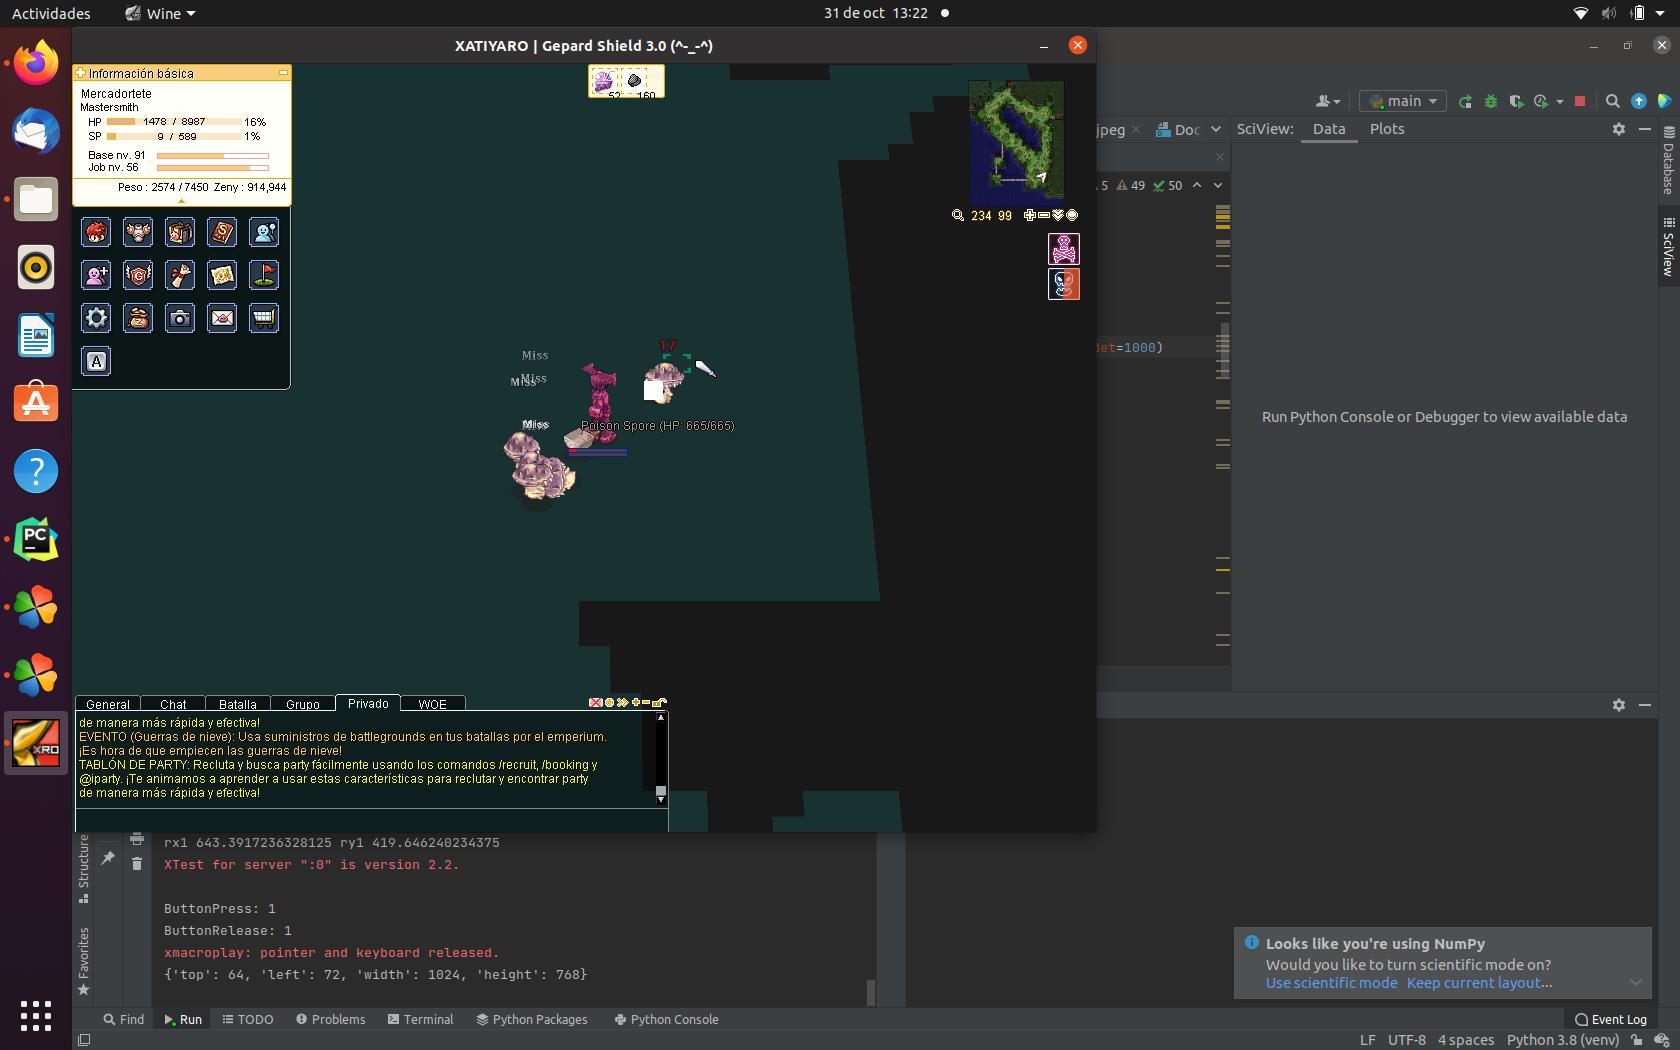 Actividades
Wine
31 de oct 13:22
XATIYARO | Gepard Shield 3.0 (^-_-^)
Información básica
Mercadortete
Mastersmith
HP 1478 / 8987 16%
SP 9 / 589 1%
Base nv. 91
Job nv. 56
Peso : 2574 / 7450 Zeny : 914,944
52 160
234 99
A
17
Miss
Miss
Miss
Miss
Poison Spore (HP: 665/665)
General
Chat
Batalla
Grupo
Privado
WOE
de manera más rápida y efectiva!
EVENTO (Guerras de nieve): Usa suministros de battlegrounds en tus batallas por el emperium.
¡Es hora de que empiecen las guerras de nieve!
TABLÓN DE PARTY: Recluta y busca party fácilmente usando los comandos /recruit, /booking y
@iparty. ¡Te animamos a aprender a usar estas características para reclutar y encontrar party
de manera más rápida y efectiva!
main
jpeg
Doc
SciView:
Data
Plots
5 49 50
det=1000)
Run Python Console or Debugger to view available data
Database
SciView
PC
XRO
Structure
Favorites
rx1 643.3917236328125 ry1 419.646240234375
XTest for server ":0" is version 2.2.
ButtonPress: 1
ButtonRelease: 1
xmacroplay: pointer and keyboard released.
{'top': 64, 'left': 72, 'width': 1024, 'height': 768}
Looks like you're using NumPy
Would you like to turn scientific mode on?
Use scientific mode Keep current layout...
Find
Run
TODO
Problems
Terminal
Python Packages
Python Console
Event Log
LF UTF-8 4 spaces Python 3.8 (venv)